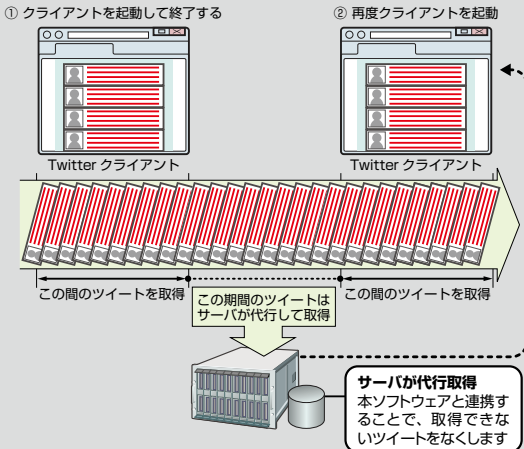 ① クライアントを起動して終了する
② 再度クライアントを起動
Twitter クライアント
Twitter クライアント
この間のツイートを取得
この期間のツイートは
サーバが代行して取得
この間のツイートを取得
サーバが代行取得
本ソフトウェアと連携す
ることで、取得できな
いツイートをなくします